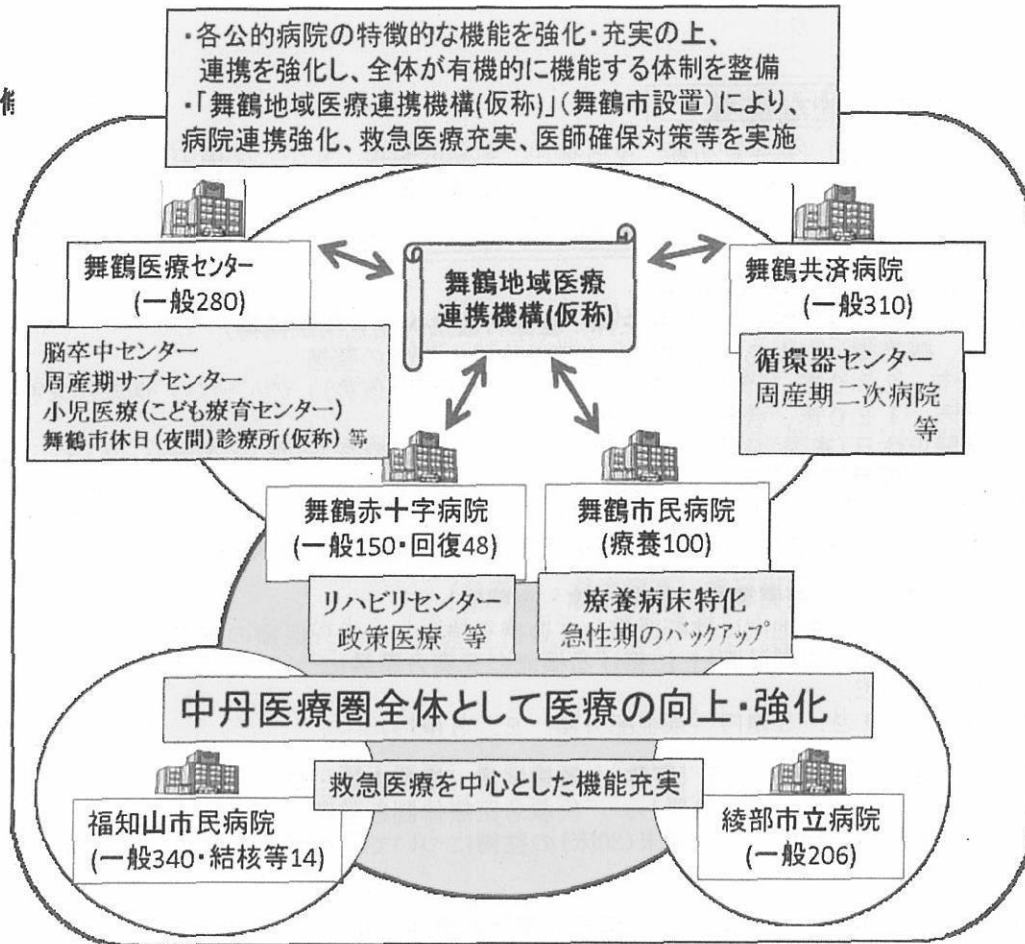 ・各公的病院の特徴的な機能を強化・充実の上、
連携を強化し、全体が有機的に機能する体制を整備
・「舞鶴地域医療連携機構(仮称)」(舞鶴市設置)により、
病院連携強化、救急医療充実、医師確保対策等を実施
舞鶴医療センター
(一般280)
脳卒中センター
周産期サブセンター
小児医療(こども療育センター)
舞鶴市休日(夜間)診療所(仮称) 等
舞鶴地域医療
連携機構(仮称)
舞鶴共済病院
(一般310)
循環器センター
周産期二次病院
等
舞鶴赤十字病院
(一般150・回復48)
リハビリセンター
政策医療 等
舞鶴市民病院
(療養100)
療養病床特化
急性期のバックアップ
中丹医療圏全体として医療の向上・強化
救急医療を中心とした機能充実
福知山市民病院
(一般340・結核等14)
綾部市立病院
(一般206)